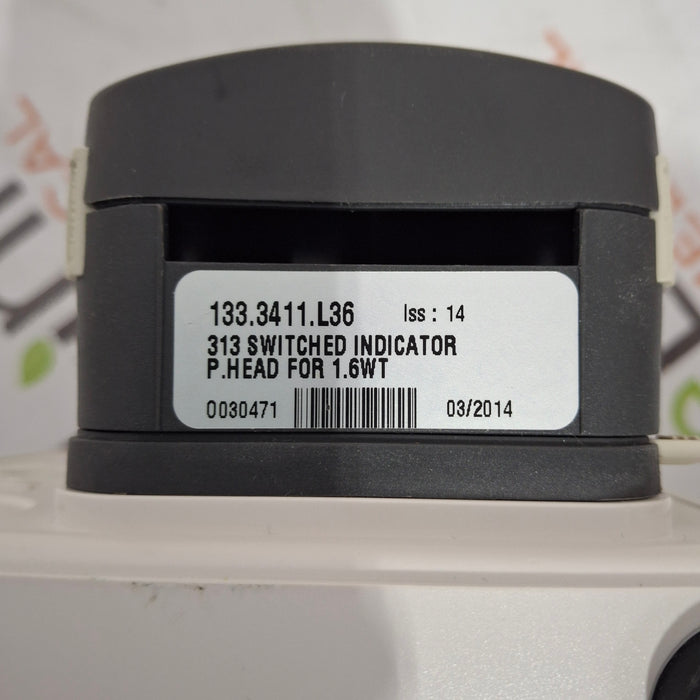 133.3411.L36 Iss : 14
313 SWITCHED INDICATOR
P.HEAD FOR 1.6WT
0030471 03/2014